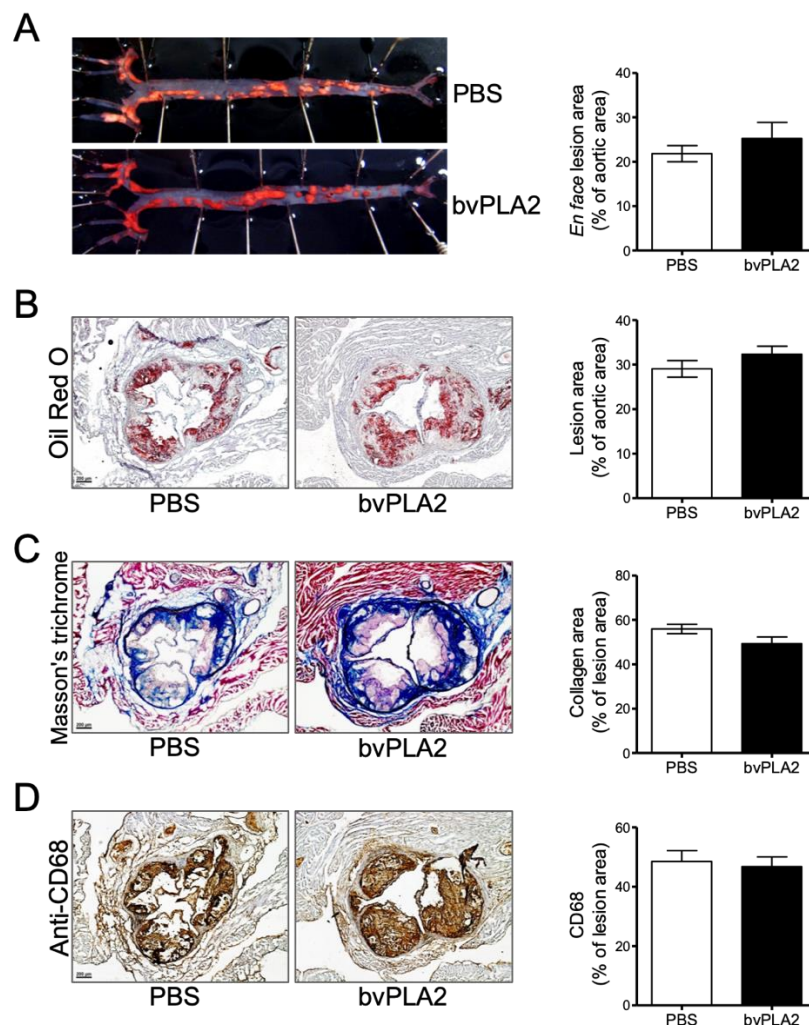 A
PBS
bvPLA2
En face lesion area
(% of aortic area)
40
30
20
10
0
PBS
bvPLA2
B
Oil Red O
PBS
bvPLA2
Lesion area
(% of aortic area)
40
30
20
10
0
PBS
bvPLA2
C
Masson's trichrome
PBS
bvPLA2
Collagen area
(% of lesion area)
80
60
40
20
0
PBS
bvPLA2
D
Anti-CD68
PBS
bvPLA2
CD68
(% of lesion area)
60
40
20
0
PBS
bvPLA2